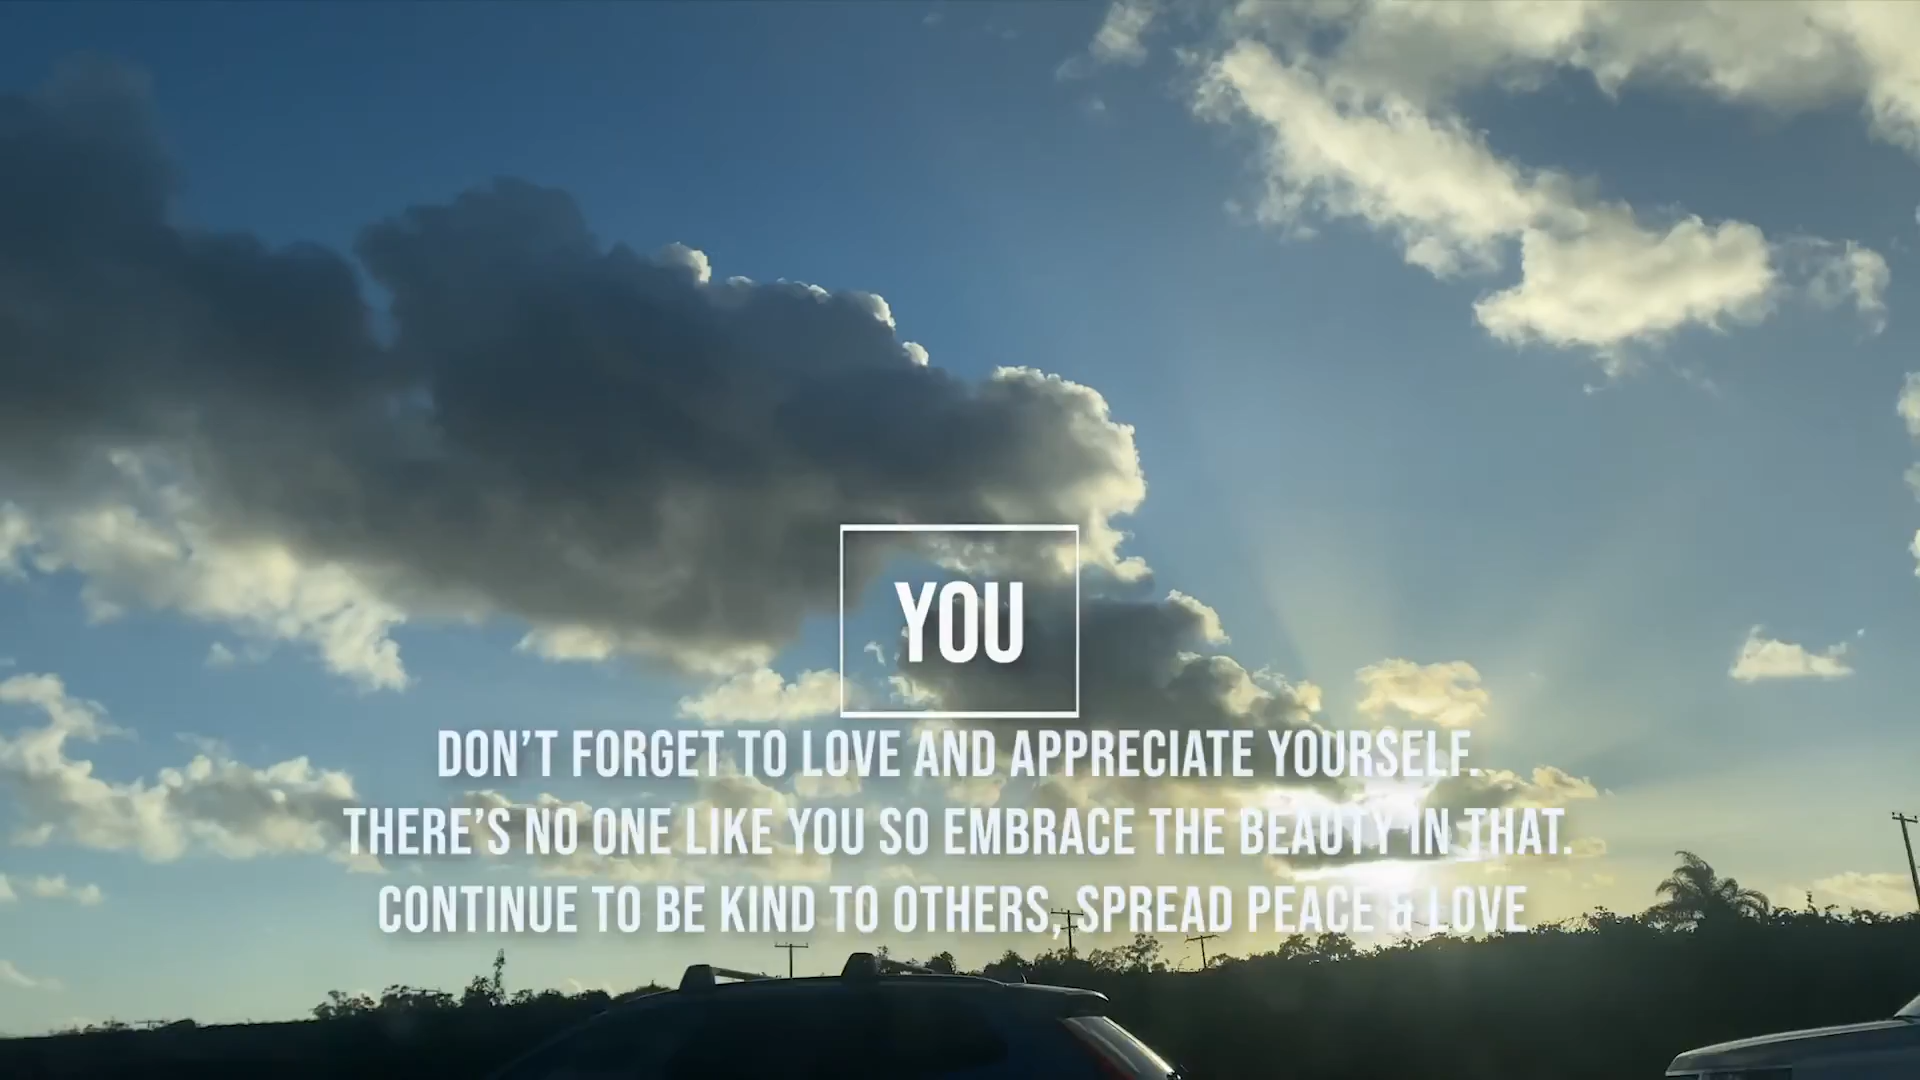 YOU
DON'T FORGET TO LOVE AND APPRECIATE YOURSELF.
THERE'S NO ONE LIKE YOU SO EMBRACE THE BEAUTY IN THAT.
CONTINUE TO BE KIND TO OTHERS, SPREAD PEACE & LOVE